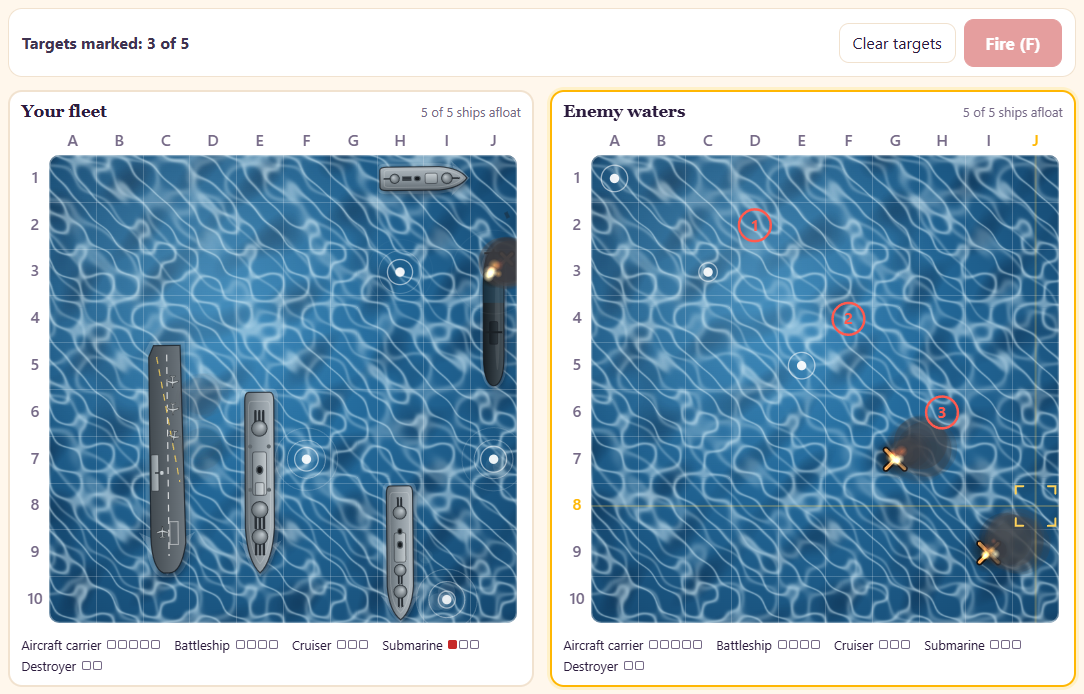 Targets marked: 3 of 5
Clear targets
Fire (F)
Your fleet
5 of 5 ships afloat
A B C D E F G H I J
1
2
3
4
5
6
7
8
9
10
Aircraft carrier Battleship Cruiser Submarine
Destroyer
Enemy waters
5 of 5 ships afloat
A B C D E F G H I J
1
2 1
3
4 2
5
6 3
7
8
9
10
Aircraft carrier Battleship Cruiser Submarine
Destroyer